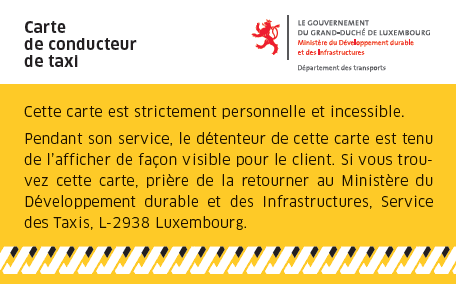 Carte
de conducteur
de taxi
LE GOUVERNEMENT
DU GRAND-DUCHÉ DE LUXEMBOURG
Ministère du Développement durable
et des Infrastructures
Département des transports
Cette carte est strictement personnelle et incessible.
Pendant son service, le détenteur de cette carte est tenu
de l'afficher de façon visible pour le client. Si vous trou-
vez cette carte, prière de la retourner au Ministère du
Développement durable et des Infrastructures, Service
des Taxis, L-2938 Luxembourg.